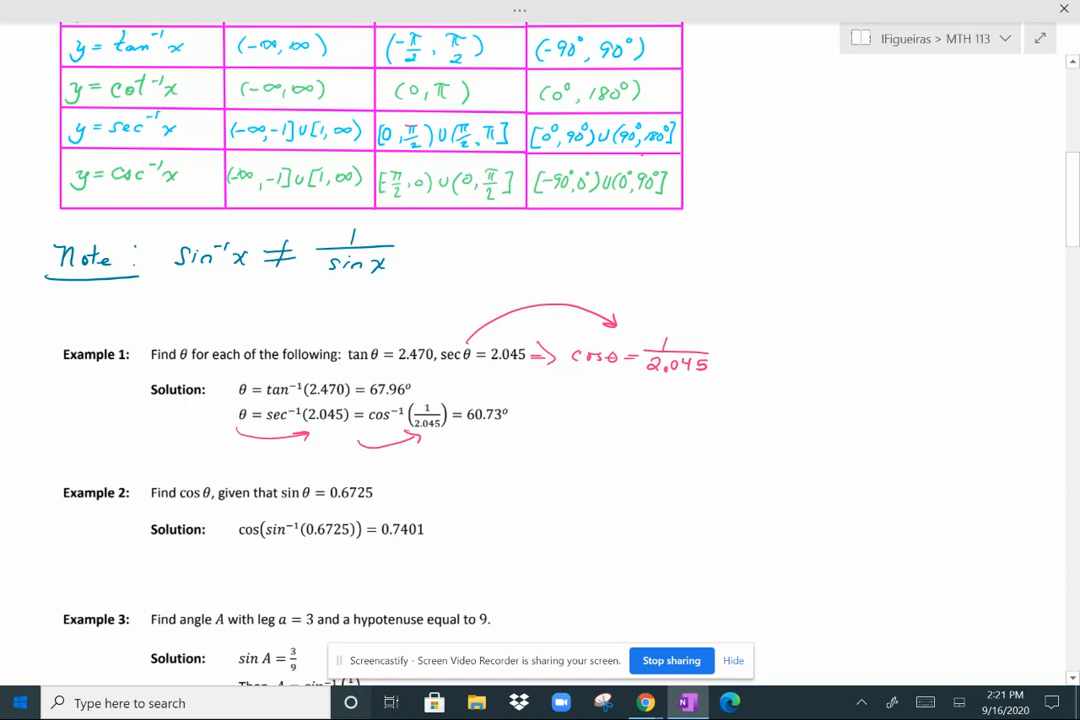 IFigueiras > MTH 113
y = tan⁻¹x (-∞, ∞) (-π/2, π/2) (-90°, 90°)
y = cot⁻¹x (-∞, ∞) (0, π) (0°, 180°)
y = sec⁻¹x (-∞, -1] ∪ [1, ∞) [0, π/2) ∪ (π/2, π] [0°, 90°) ∪ (90°, 180°]
y = csc⁻¹x (-∞, -1] ∪ [1, ∞) [-π/2, 0) ∪ (0, π/2] [-90°, 0°) ∪ (0°, 90°]
Note : sin⁻¹x ≠ 1/sin x
Example 1: Find θ for each of the following: tan θ = 2.470, sec θ = 2.045 => cos θ = 1/2.045
Solution: θ = tan⁻¹(2.470) = 67.96°
θ = sec⁻¹(2.045) = cos⁻¹(1/2.045) = 60.73°
Example 2: Find cos θ, given that sin θ = 0.6725
Solution: cos(sin⁻¹(0.6725)) = 0.7401
Example 3: Find angle A with leg a = 3 and a hypotenuse equal to 9.
Solution: sin A = 3/9
Screencastify - Screen Video Recorder is sharing your screen. Stop sharing Hide
Type here to search
2:21 PM
9/16/2020